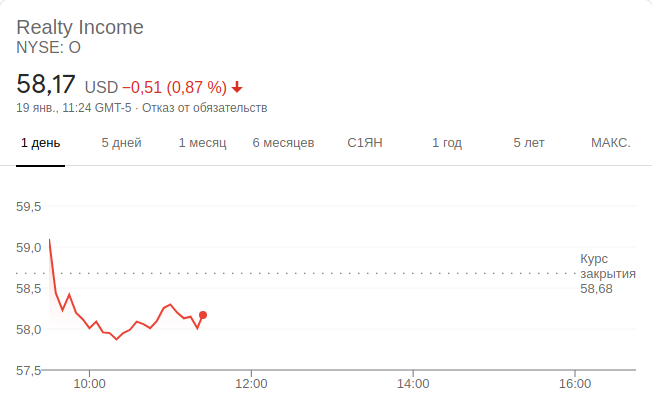 Realty Income
NYSE: O
58,17 USD −0,51 (0,87 %)
19 янв., 11:24 GMT-5 · Отказ от обязательств
1 день 5 дней 1 месяц 6 месяцев С1ЯН 1 год 5 лет МАКС.
59,5
59,0
Курс
закрытия
58,68
58,5
58,0
57,5
10:00 12:00 14:00 16:00